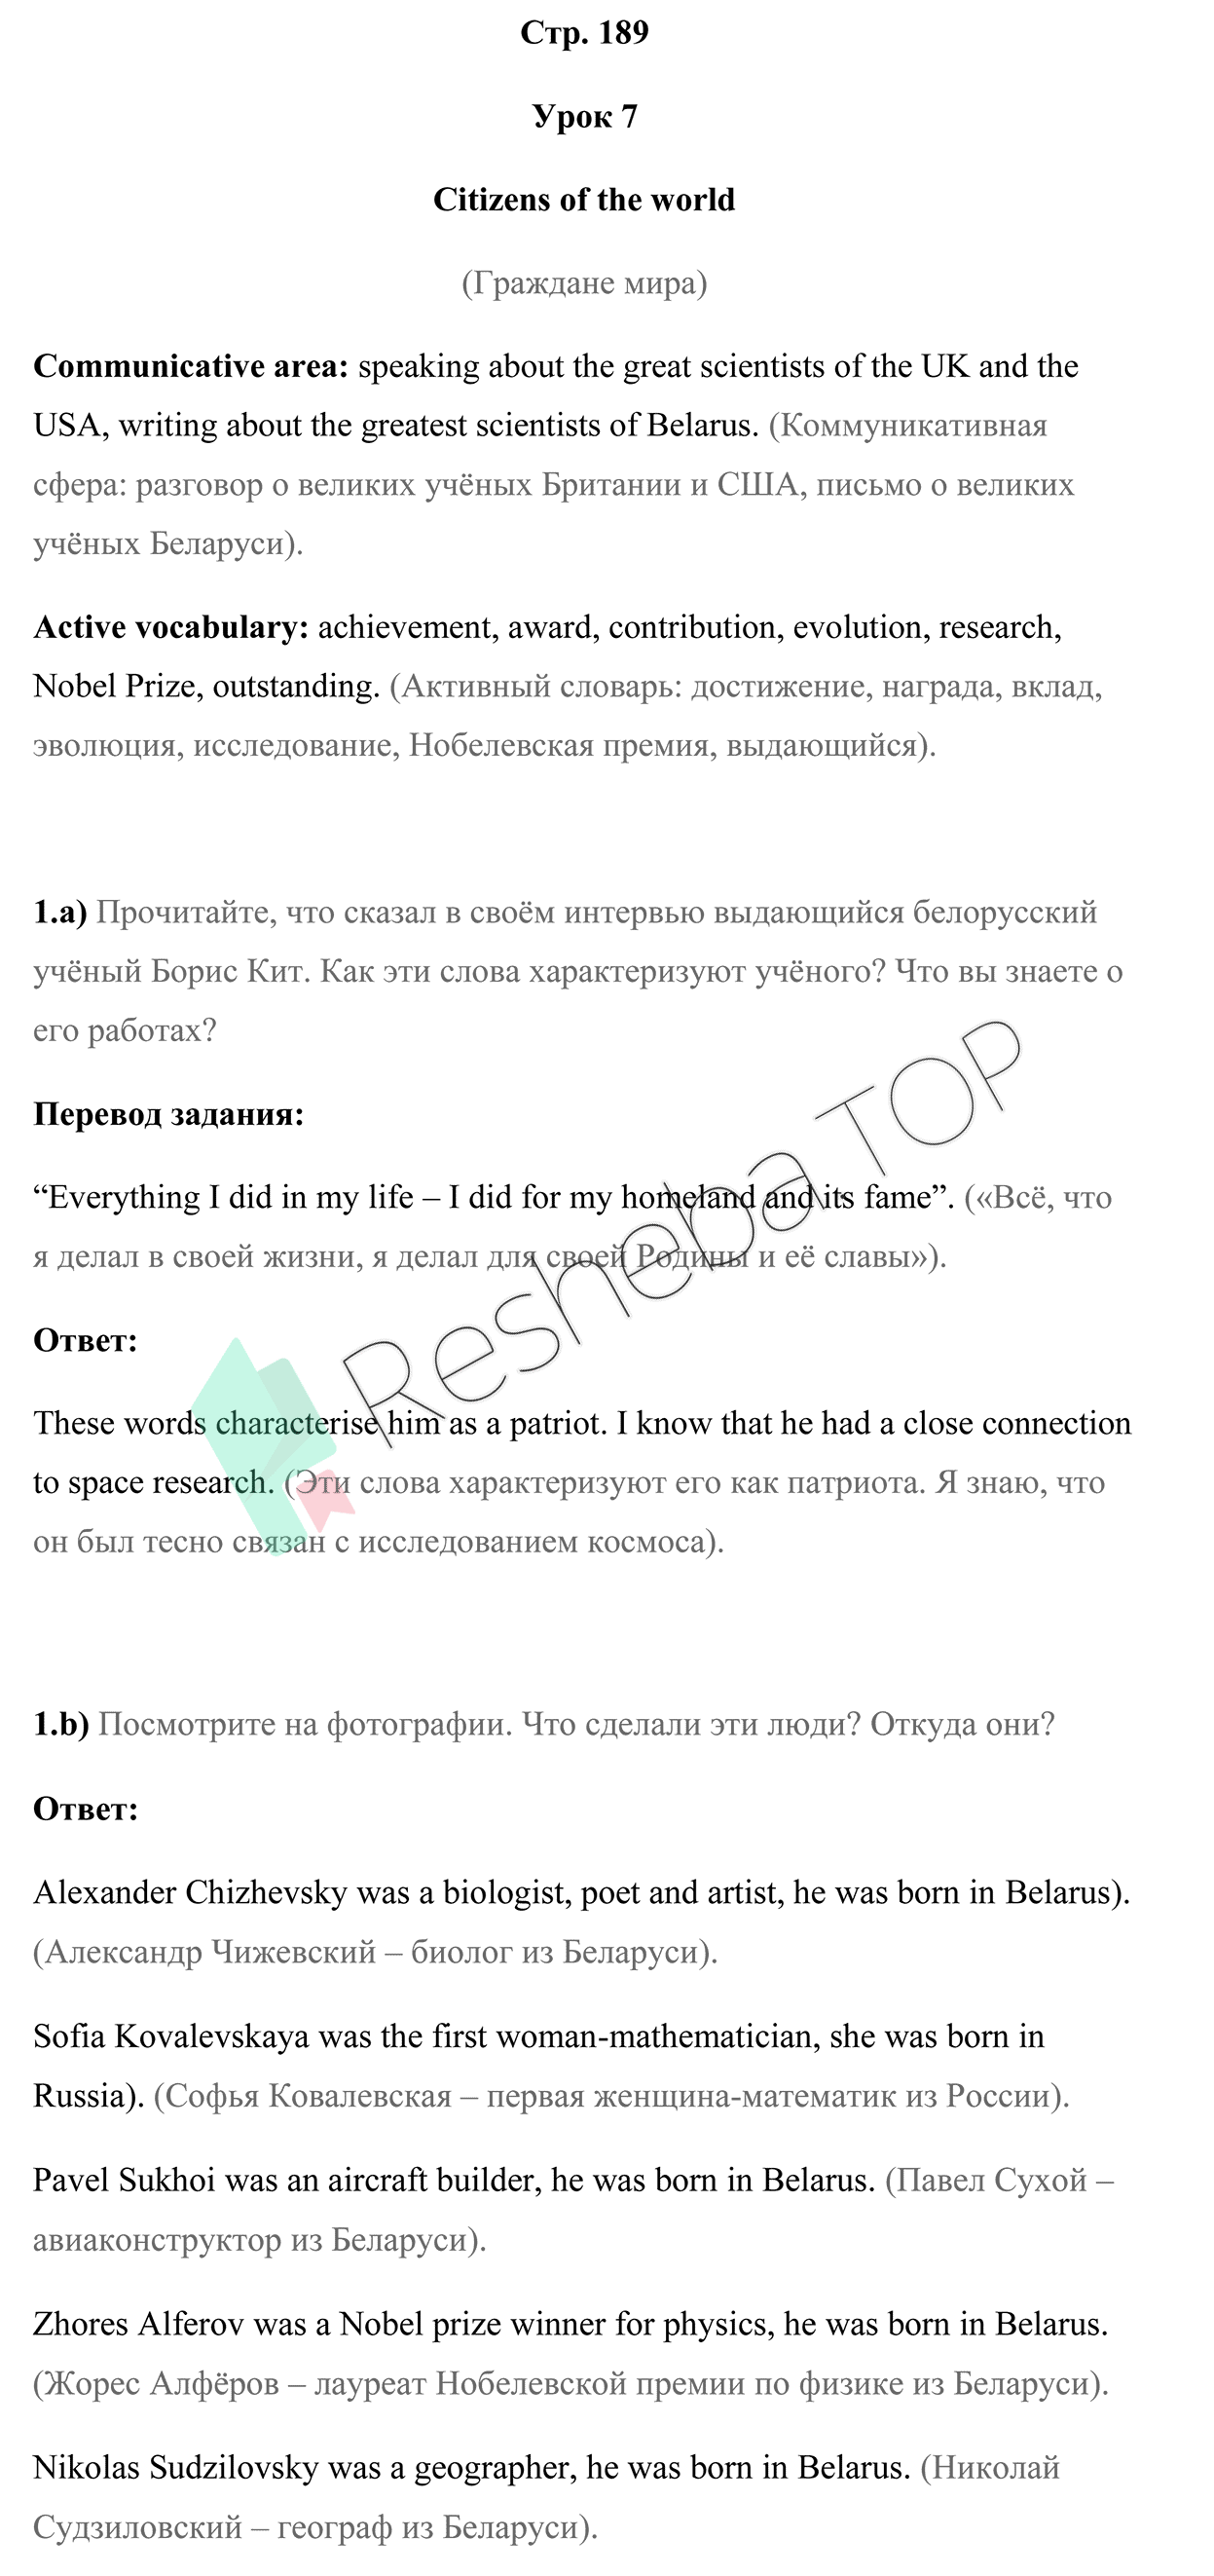 Стр. 189
Урок 7
Citizens of the world
(Граждане мира)
Communicative area: speaking about the great scientists of the UK and the
USA, writing about the greatest scientists of Belarus. (Коммуникативная
сфера: разговор о великих учёных Британии и США, письмо о великих
учёных Беларуси).
Active vocabulary: achievement, award, contribution, evolution, research,
Nobel Prize, outstanding. (Активный словарь: достижение, награда, вклад,
эволюция, исследование, Нобелевская премия, выдающийся).
1.a) Прочитайте, что сказал в своём интервью выдающийся белорусский
учёный Борис Кит. Как эти слова характеризуют учёного? Что вы знаете о
его работах?
Перевод задания:
“Everything I did in my life – I did for my homeland and its fame”. («Всё, что
я делал в своей жизни, я делал для своей Родины и её славы»).
Ответ:
These words characterise him as a patriot. I know that he had a close connection
to space research. (Эти слова характеризуют его как патриота. Я знаю, что
он был тесно связан с исследованием космоса).
Resheba TOP
1.b) Посмотрите на фотографии. Что сделали эти люди? Откуда они?
Ответ:
Alexander Chizhevsky was a biologist, poet and artist, he was born in Belarus).
(Александр Чижевский – биолог из Беларуси).
Sofia Kovalevskaya was the first woman-mathematician, she was born in
Russia). (Софья Ковалевская – первая женщина-математик из России).
Pavel Sukhoi was an aircraft builder, he was born in Belarus. (Павел Сухой –
авиаконструктор из Беларуси).
Zhores Alferov was a Nobel prize winner for physics, he was born in Belarus.
(Жорес Алфёров – лауреат Нобелевской премии по физике из Беларуси).
Nikolas Sudzilovsky was a geographer, he was born in Belarus. (Николай
Судзиловский – географ из Беларуси).